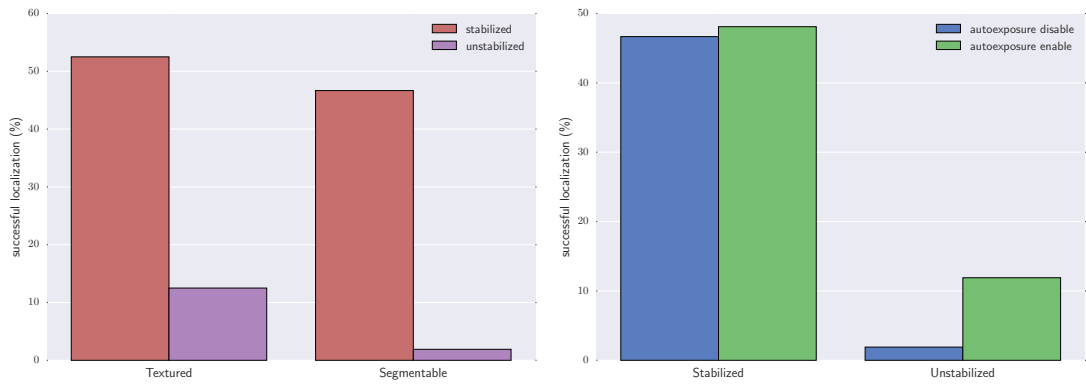 60
50
40
30
20
10
0
successful localization (%)
stabilized
unstabilized
Textured
Segmentable
50
40
30
20
10
0
successful localization (%)
autoexposure disable
autoexposure enable
Stabilized
Unstabilized